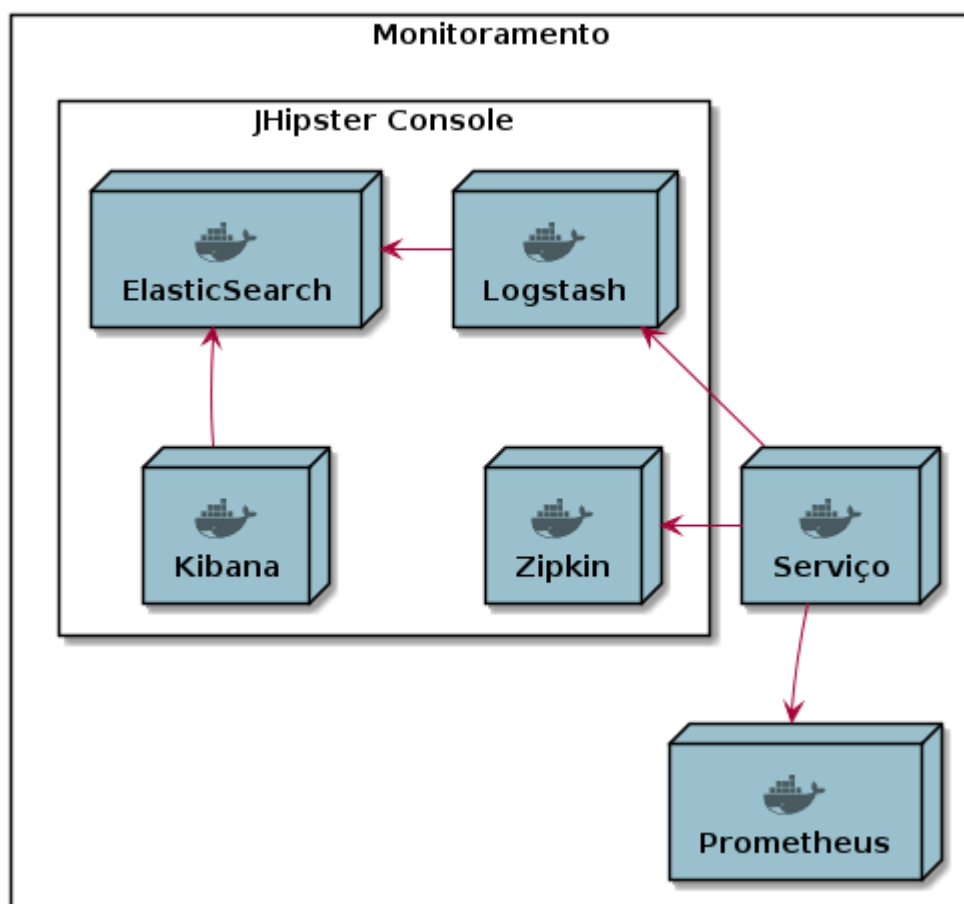 Monitoramento
JHipster Console
ElasticSearch
Logstash
Kibana
Zipkin
Serviço
Prometheus